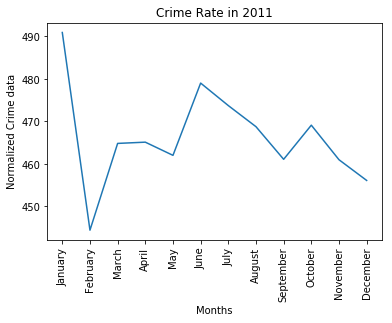 Crime Rate in 2011
Normalized Crime data
490
480
470
460
450
January
February
March
April
May
June
July
August
September
October
November
December
Months